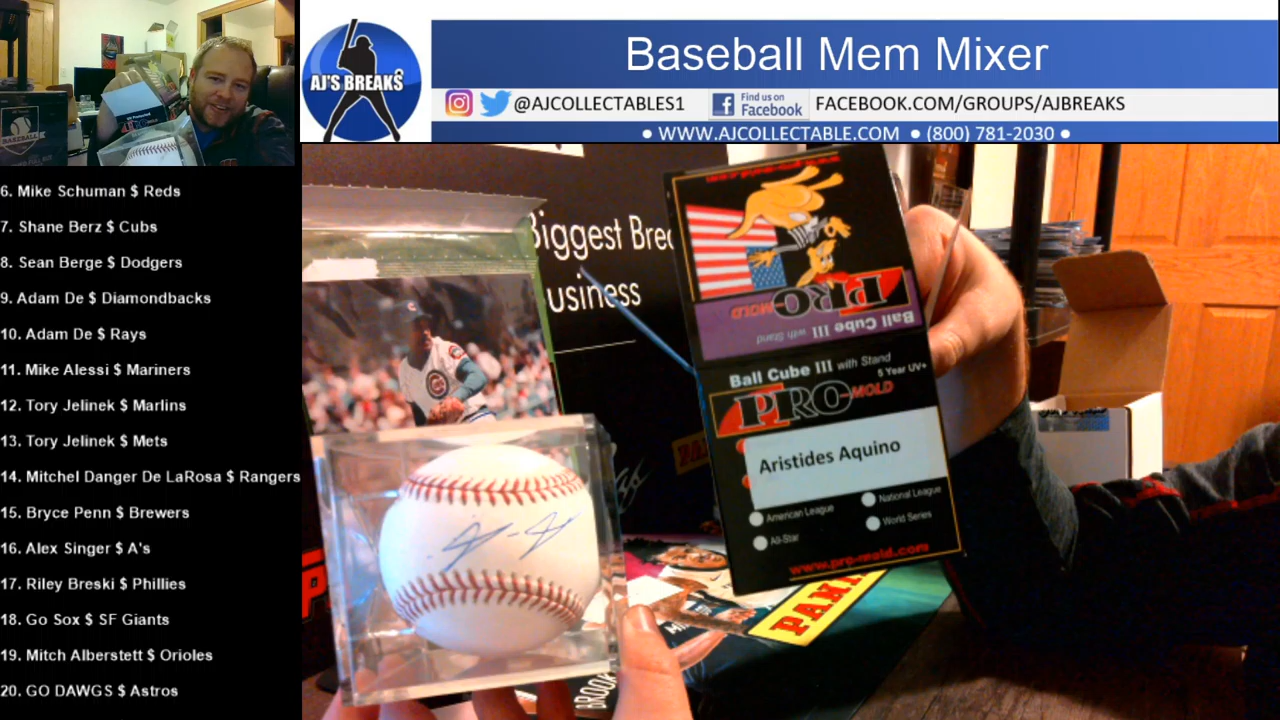 AJ'S BREAKS
Baseball Mem Mixer
@AJCOLLECTABLES1
Find us on
Facebook
FACEBOOK.COM/GROUPS/AJBREAKS
• WWW.AJCOLLECTABLE.COM • (800) 781-2030 •
6. Mike Schuman $ Reds
7. Shane Berz $ Cubs
8. Sean Berge $ Dodgers
9. Adam De $ Diamondbacks
10. Adam De $ Rays
11. Mike Alessi $ Mariners
12. Tory Jelinek $ Marlins
13. Tory Jelinek $ Mets
14. Mitchel Danger De LaRosa $ Rangers
15. Bryce Penn $ Brewers
16. Alex Singer $ A's
17. Riley Breski $ Phillies
18. Go Sox $ SF Giants
19. Mitch Alberstett $ Orioles
20. GO DAWGS $ Astros
Biggest Brea
usiness
PRO-MOLD
Ball Cube III with Stand
Ball Cube III with Stand
5 Year UV+
PRO-MOLD
Aristides Aquino
American League
National League
All-Star
World Series
www.pro-mold.com
PANI
BROO